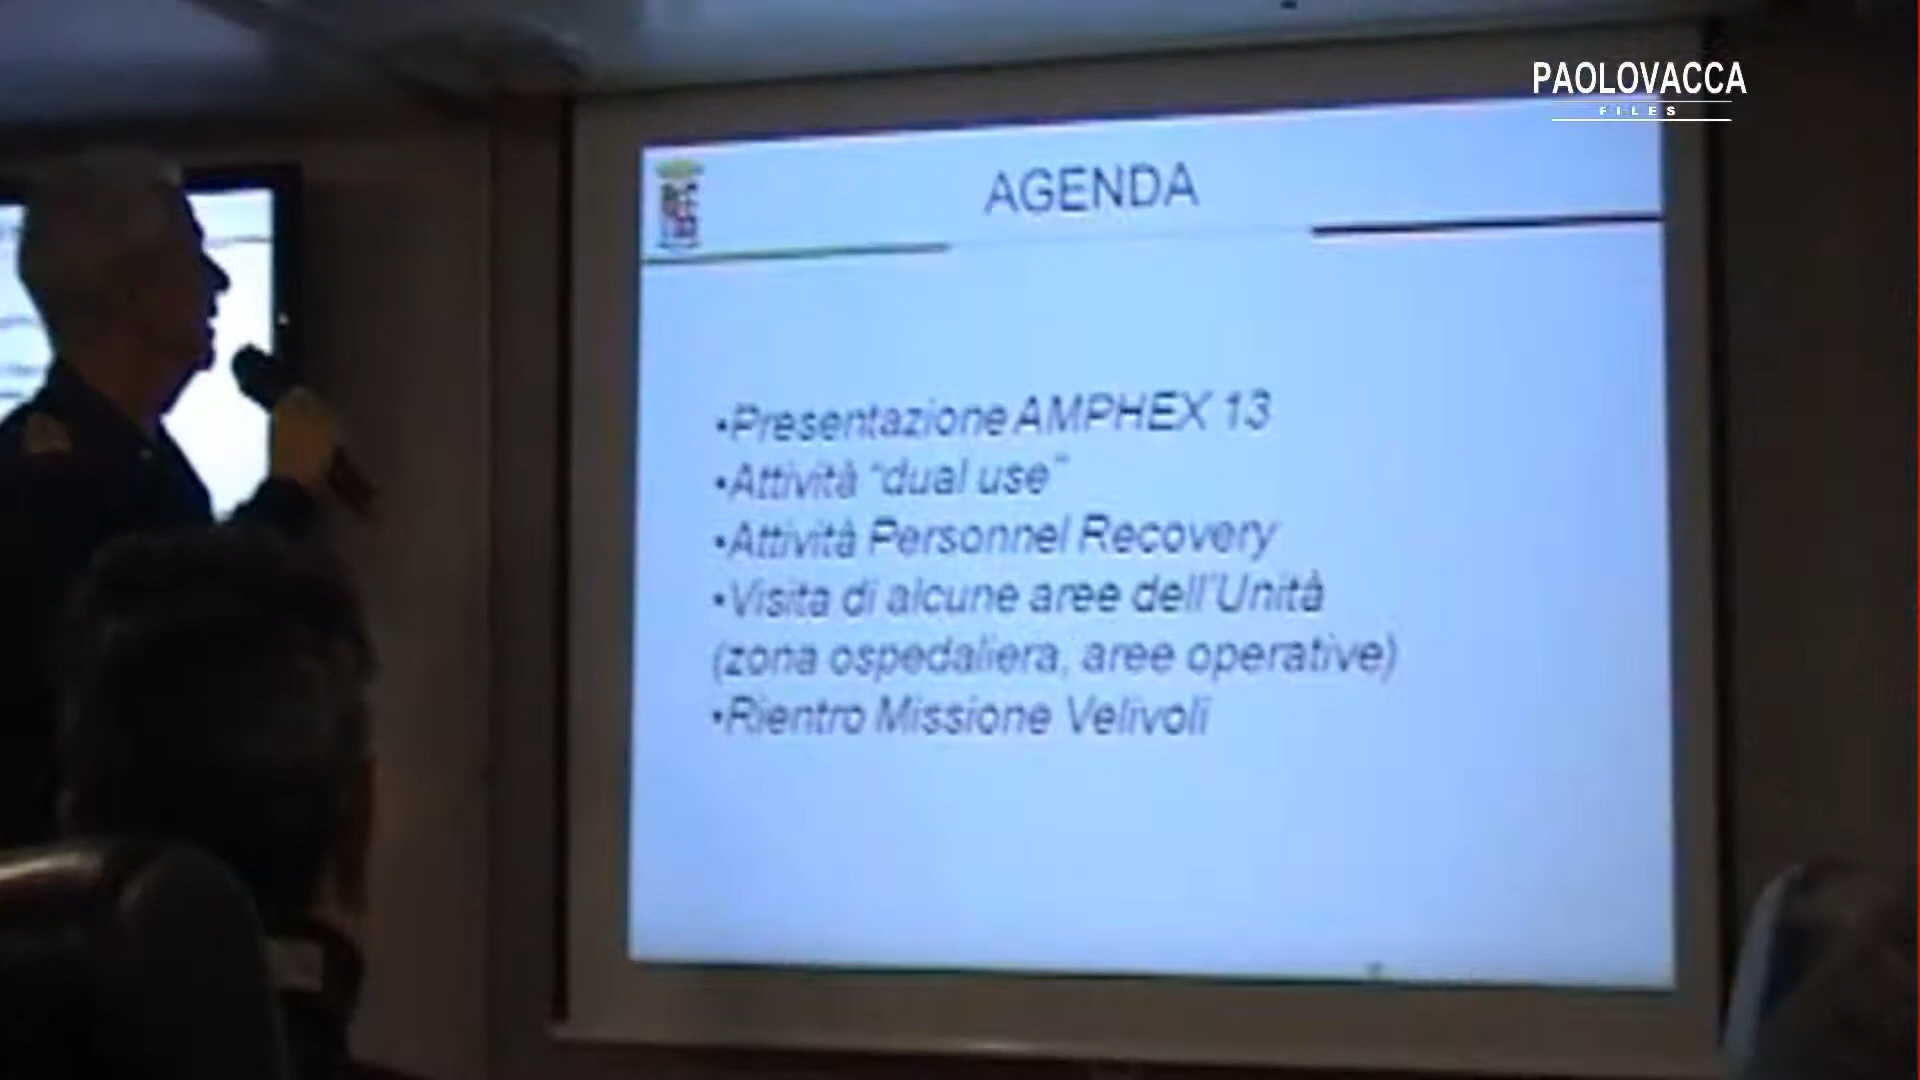 PAOLOVACCA
FILES
AGENDA
•Presentazione AMPHEX 13
•Attività “dual use”
•Attività Personnel Recovery
•Visita di alcune aree dell’Unità
(zona ospedaliera, aree operative)
•Rientro Missione Velivoli